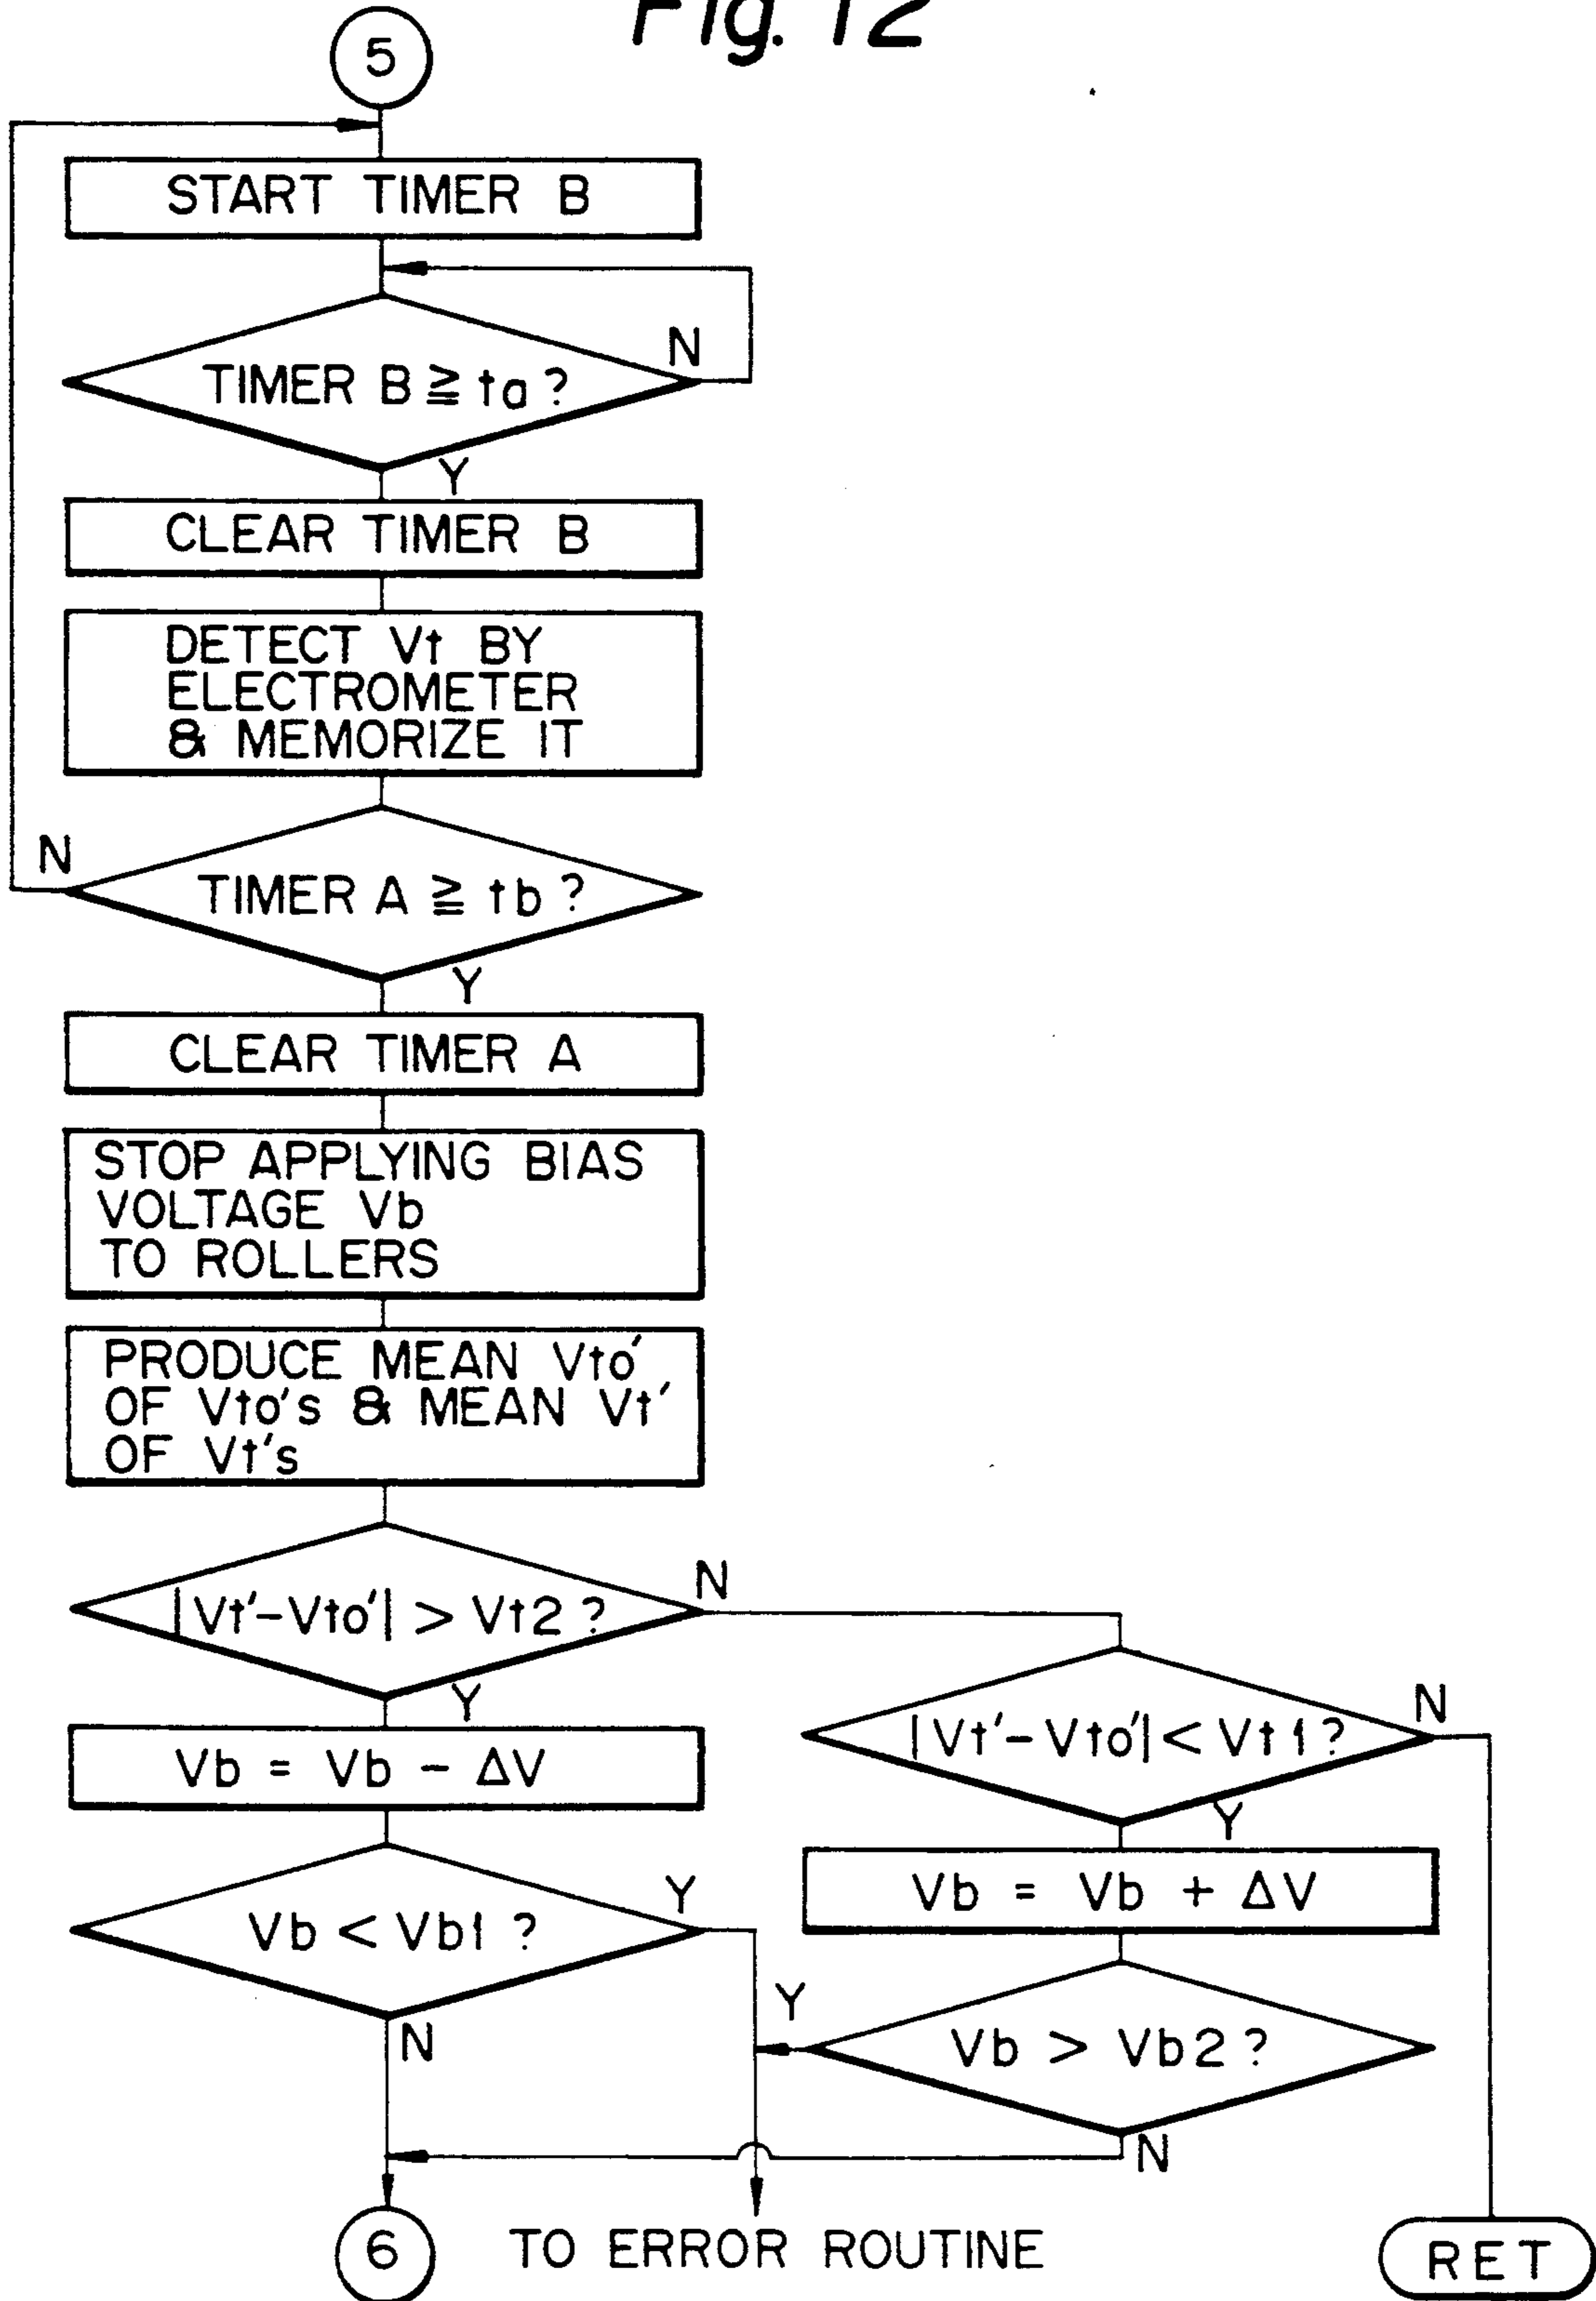 Fig. 12
5
START TIMER B
TIMER B ≧ ta ?
N
Y
CLEAR TIMER B
DETECT Vt BY
ELECTROMETER
& MEMORIZE IT
N
TIMER A ≧ tb ?
Y
CLEAR TIMER A
STOP APPLYING BIAS
VOLTAGE Vb
TO ROLLERS
PRODUCE MEAN Vto'
OF Vto's & MEAN Vt'
OF Vt's
|Vt'-Vto'| > Vt2 ?
N
Y
|Vt'-Vto'| < Vt1 ?
N
Y
Vb = Vb - ΔV
Vb = Vb + ΔV
Vb < Vb1 ?
Y
N
Vb > Vb2 ?
Y
N
6
TO ERROR ROUTINE
RET